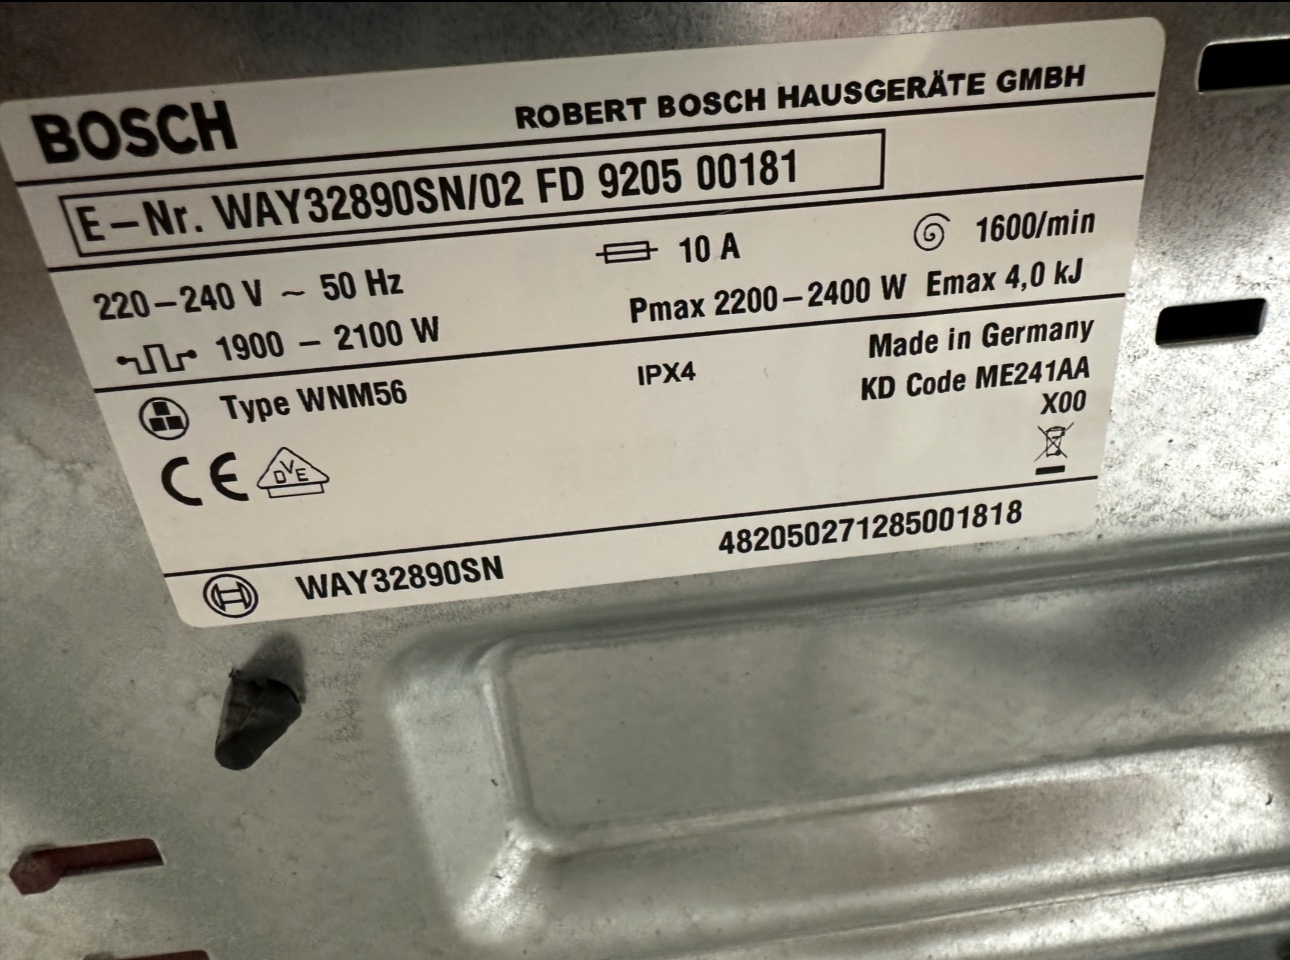 BOSCH ROBERT BOSCH HAUSGERÄTE GMBH
E-Nr. WAY32890SN/02 FD 9205 00181
220-240 V ~ 50 Hz 10 A 1600/min
1900 - 2100 W Pmax 2200-2400 W Emax 4,0 kJ
Type WNM56 IPX4 Made in Germany
KD Code ME241AA
X00
CE DVE
WAY32890SN 482050271285001818